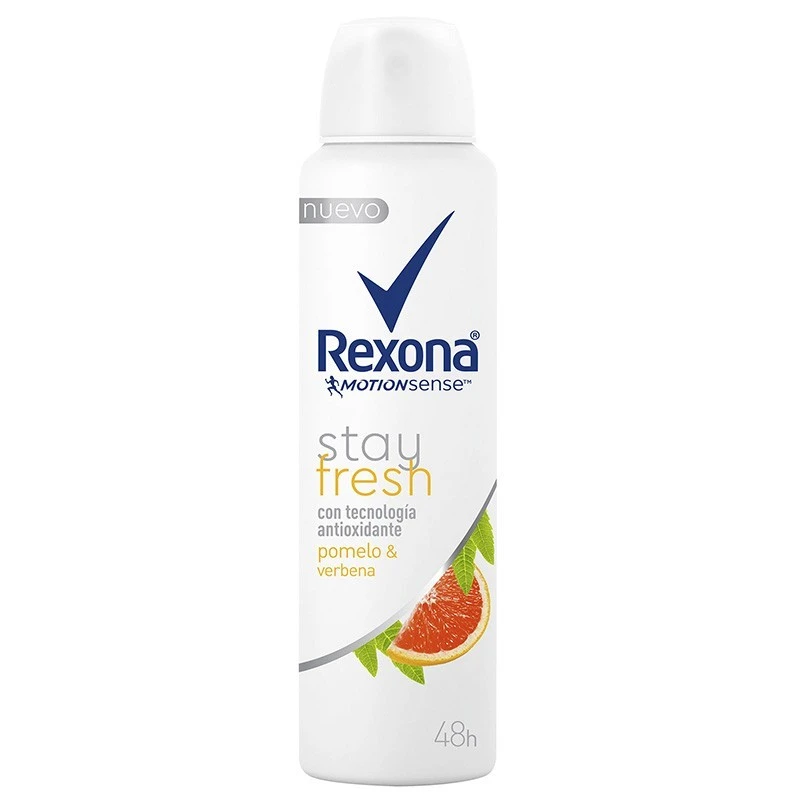 nuevo
Rexona®
MOTIONsense™
stay
fresh
con tecnología
antioxidante
pomelo &
verbena
48h